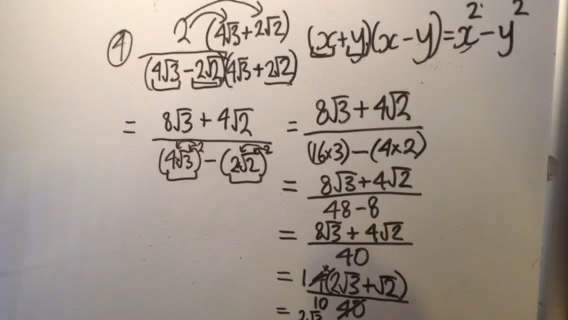 ④ 2 (4√3+2√2) (x+y)(x-y)=x²-y²
(4√3-2√2)(4√3+2√2)
= 8√3+4√2 = 8√3+4√2
(4√3)²-(2√2)² (16×3)-(4×2)
= 8√3+4√2
48-8
= 8√3+4√2
40
= 1 4(2√3+√2)
10 40
=